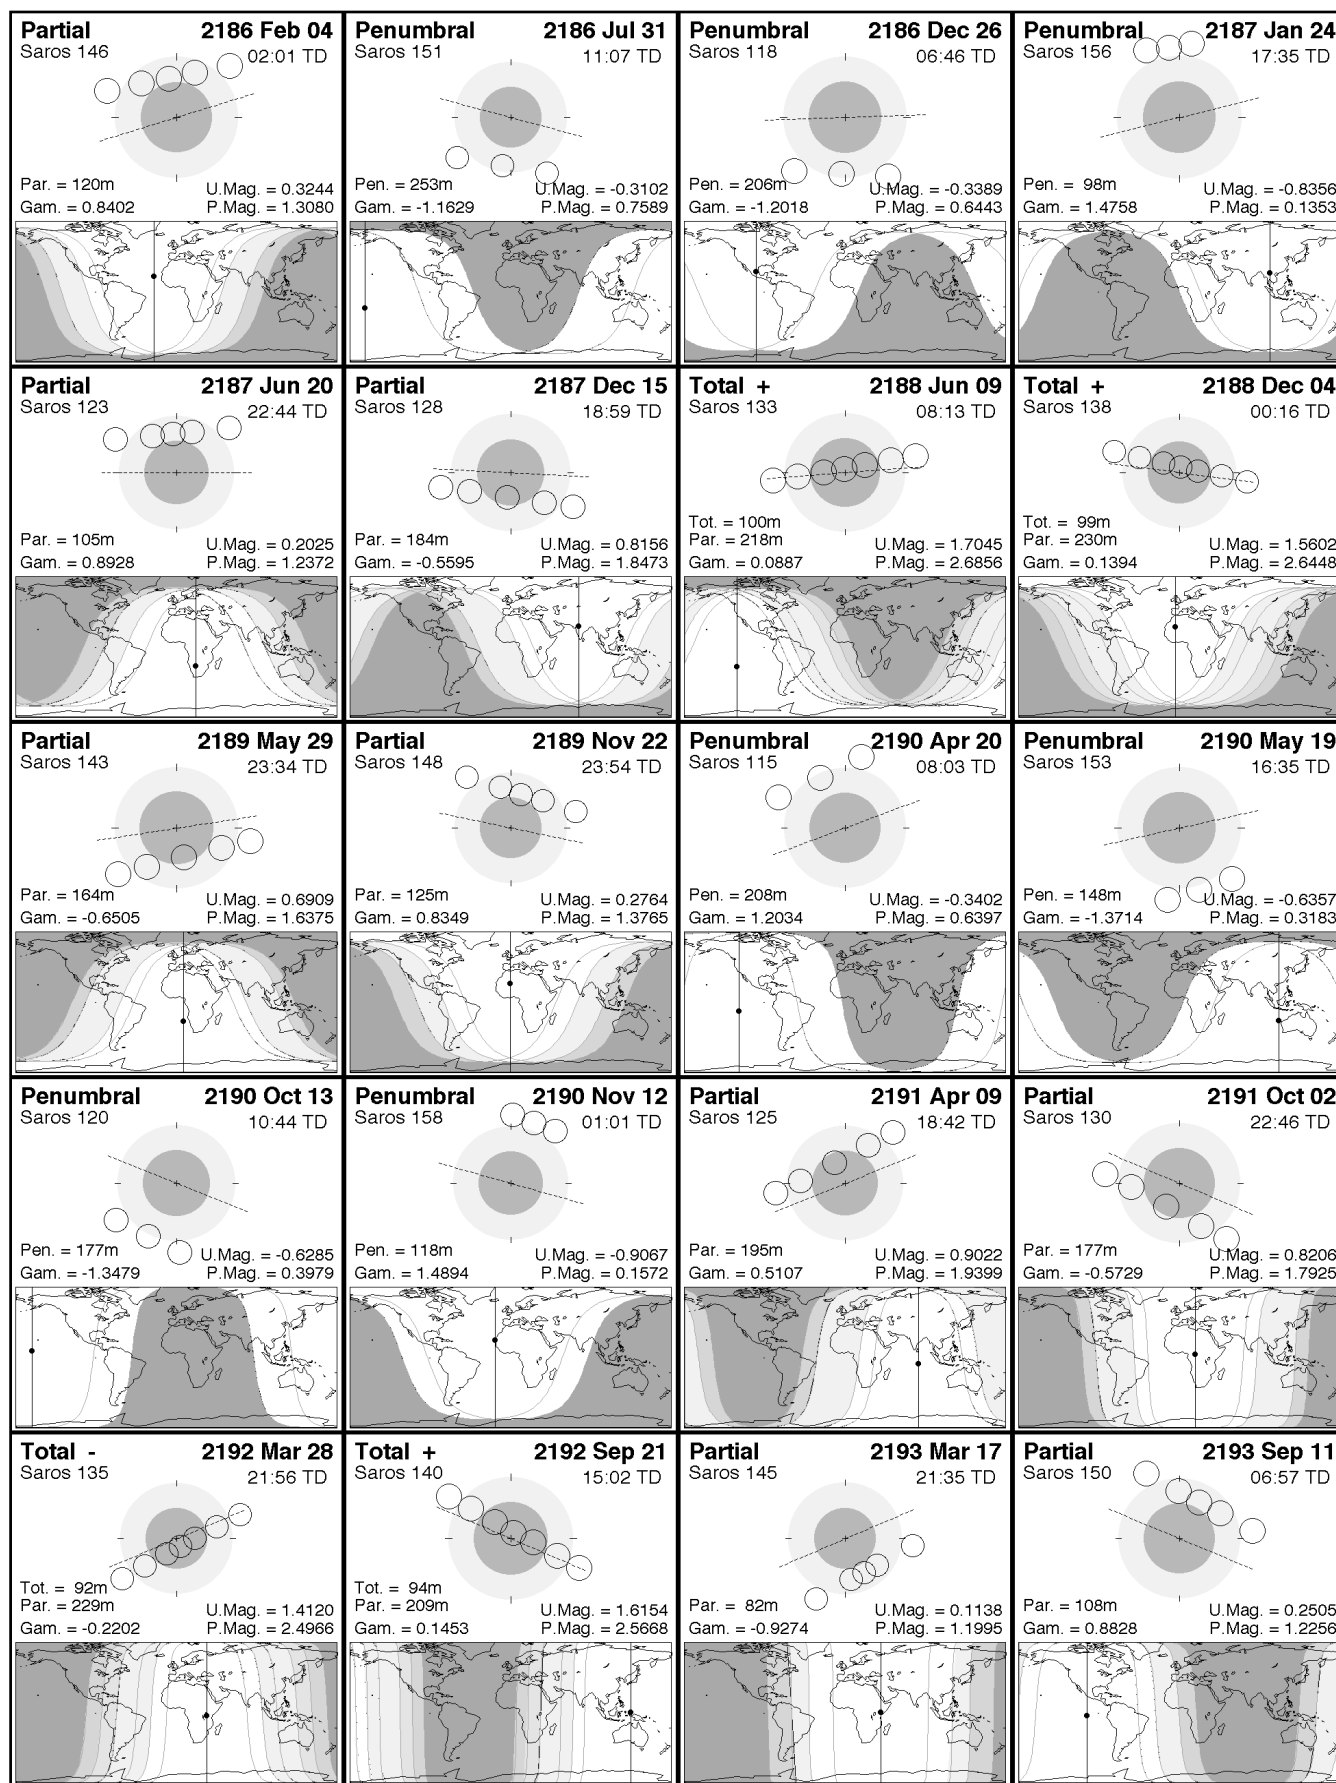 Partial 2186 Feb 04
Saros 146 02:01 TD
Par. = 120m U.Mag. = 0.3244
Gam. = 0.8402 P.Mag. = 1.3080
Penumbral 2186 Jul 31
Saros 151 11:07 TD
Pen. = 253m U.Mag. = -0.3102
Gam. = -1.1629 P.Mag. = 0.7589
Penumbral 2186 Dec 26
Saros 118 06:46 TD
Pen. = 206m U.Mag. = -0.3389
Gam. = -1.2018 P.Mag. = 0.6443
Penumbral 2187 Jan 24
Saros 156 17:35 TD
Pen. = 98m U.Mag. = -0.8356
Gam. = 1.4758 P.Mag. = 0.1353
Partial 2187 Jun 20
Saros 123 22:44 TD
Par. = 105m U.Mag. = 0.2025
Gam. = 0.8928 P.Mag. = 1.2372
Partial 2187 Dec 15
Saros 128 18:59 TD
Par. = 184m U.Mag. = 0.8156
Gam. = -0.5595 P.Mag. = 1.8473
Total + 2188 Jun 09
Saros 133 08:13 TD
Tot. = 100m
Par. = 218m U.Mag. = 1.7045
Gam. = 0.0887 P.Mag. = 2.6856
Total + 2188 Dec 04
Saros 138 00:16 TD
Tot. = 99m
Par. = 230m U.Mag. = 1.5602
Gam. = 0.1394 P.Mag. = 2.6448
Partial 2189 May 29
Saros 143 23:34 TD
Par. = 164m U.Mag. = 0.6909
Gam. = -0.6505 P.Mag. = 1.6375
Partial 2189 Nov 22
Saros 148 23:54 TD
Par. = 125m U.Mag. = 0.2764
Gam. = 0.8349 P.Mag. = 1.3765
Penumbral 2190 Apr 20
Saros 115 08:03 TD
Pen. = 208m U.Mag. = -0.3402
Gam. = 1.2034 P.Mag. = 0.6397
Penumbral 2190 May 19
Saros 153 16:35 TD
Pen. = 148m U.Mag. = -0.6357
Gam. = -1.3714 P.Mag. = 0.3183
Penumbral 2190 Oct 13
Saros 120 10:44 TD
Pen. = 177m U.Mag. = -0.6285
Gam. = -1.3479 P.Mag. = 0.3979
Penumbral 2190 Nov 12
Saros 158 01:01 TD
Pen. = 118m U.Mag. = -0.9067
Gam. = 1.4894 P.Mag. = 0.1572
Partial 2191 Apr 09
Saros 125 18:42 TD
Par. = 195m U.Mag. = 0.9022
Gam. = 0.5107 P.Mag. = 1.9399
Partial 2191 Oct 02
Saros 130 22:46 TD
Par. = 177m U.Mag. = 0.8206
Gam. = -0.5729 P.Mag. = 1.7925
Total - 2192 Mar 28
Saros 135 21:56 TD
Tot. = 92m
Par. = 229m U.Mag. = 1.4120
Gam. = -0.2202 P.Mag. = 2.4966
Total + 2192 Sep 21
Saros 140 15:02 TD
Tot. = 94m
Par. = 209m U.Mag. = 1.6154
Gam. = 0.1453 P.Mag. = 2.5668
Partial 2193 Mar 17
Saros 145 21:35 TD
Par. = 82m U.Mag. = 0.1138
Gam. = -0.9274 P.Mag. = 1.1995
Partial 2193 Sep 11
Saros 150 06:57 TD
Par. = 108m U.Mag. = 0.2505
Gam. = 0.8828 P.Mag. = 1.2256